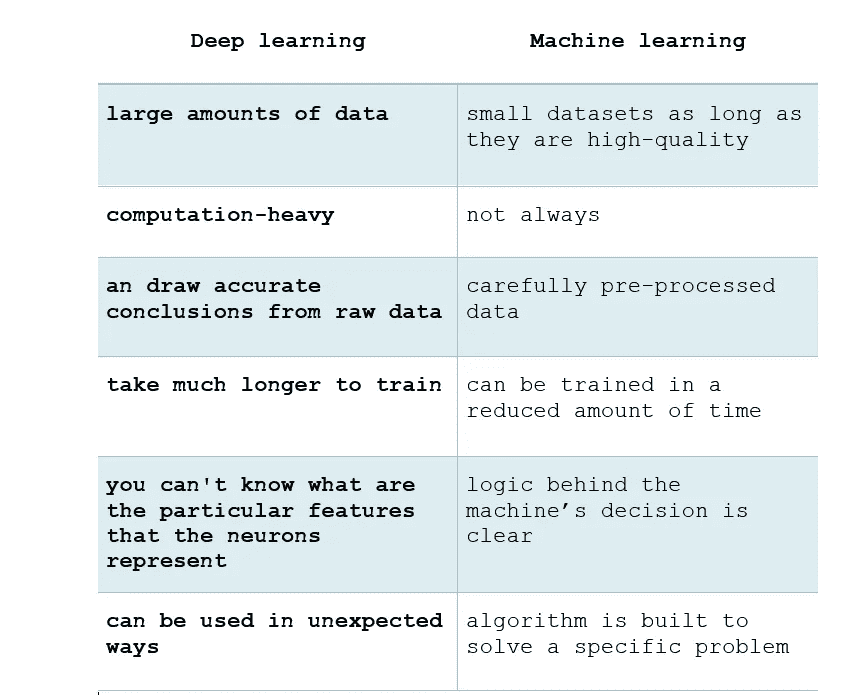 Deep learning
Machine learning
large amounts of data
small datasets as long as
they are high-quality
computation-heavy
not always
an draw accurate
conclusions from raw data
carefully pre-processed
data
take much longer to train
can be trained in a
reduced amount of time
you can't know what are
the particular features
that the neurons
represent
logic behind the
machine’s decision is
clear
can be used in unexpected
ways
algorithm is built to
solve a specific problem